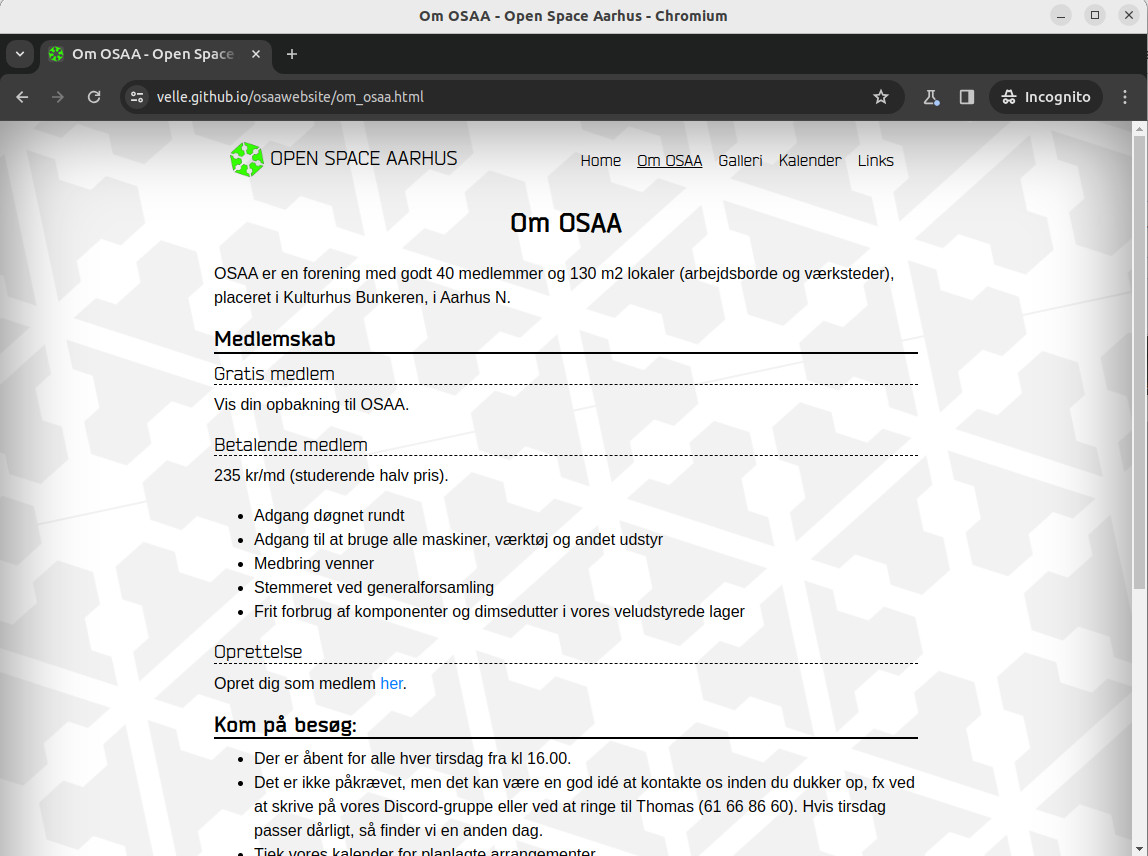 Om OSAA - Open Space Aarhus - Chromium
Om OSAA - Open Space
velle.github.io/osaawebsite/om_osaa.html
Incognito
OPEN SPACE AARHUS
Home Om OSAA Galleri Kalender Links
Om OSAA
OSAA er en forening med godt 40 medlemmer og 130 m2 lokaler (arbejdsborde og værksteder),
placeret i Kulturhus Bunkeren, i Aarhus N.
Medlemskab
Gratis medlem
Vis din opbakning til OSAA.
Betalende medlem
235 kr/md (studerende halv pris).
• Adgang døgnet rundt
• Adgang til at bruge alle maskiner, værktøj og andet udstyr
• Medbring venner
• Stemmeret ved generalforsamling
• Frit forbrug af komponenter og dimsedutter i vores veludstyrede lager
Oprettelse
Opret dig som medlem her.
Kom på besøg:
• Der er åbent for alle hver tirsdag fra kl 16.00.
• Det er ikke påkrævet, men det kan være en god idé at kontakte os inden du dukker op, fx ved
at skrive på vores Discord-gruppe eller ved at ringe til Thomas (61 66 86 60). Hvis tirsdag
passer dårligt, så finder vi en anden dag.
• Tjek vores kalender for planlagte arrangementer